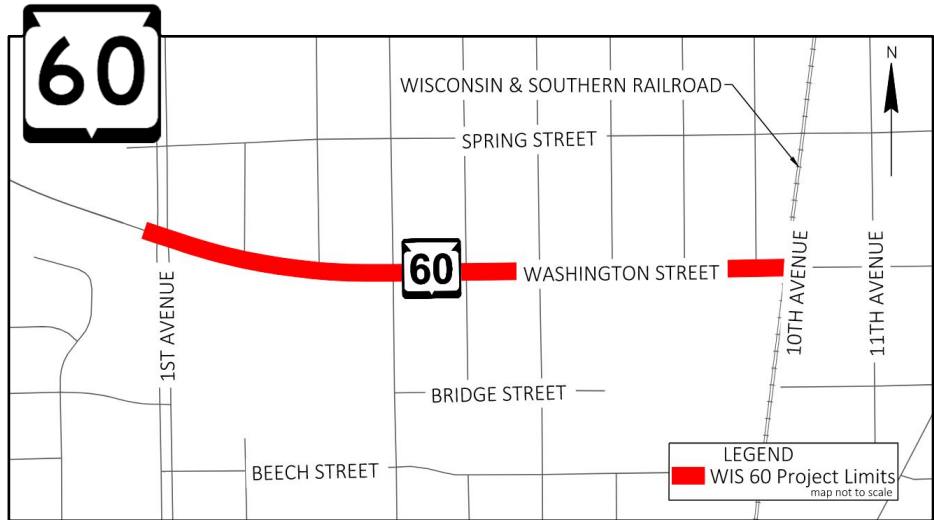 60
N
WISCONSIN & SOUTHERN RAILROAD
SPRING STREET
60
WASHINGTON STREET
1ST AVENUE
10TH AVENUE
11TH AVENUE
BRIDGE STREET
BEECH STREET
LEGEND
WIS 60 Project Limits
map not to scale